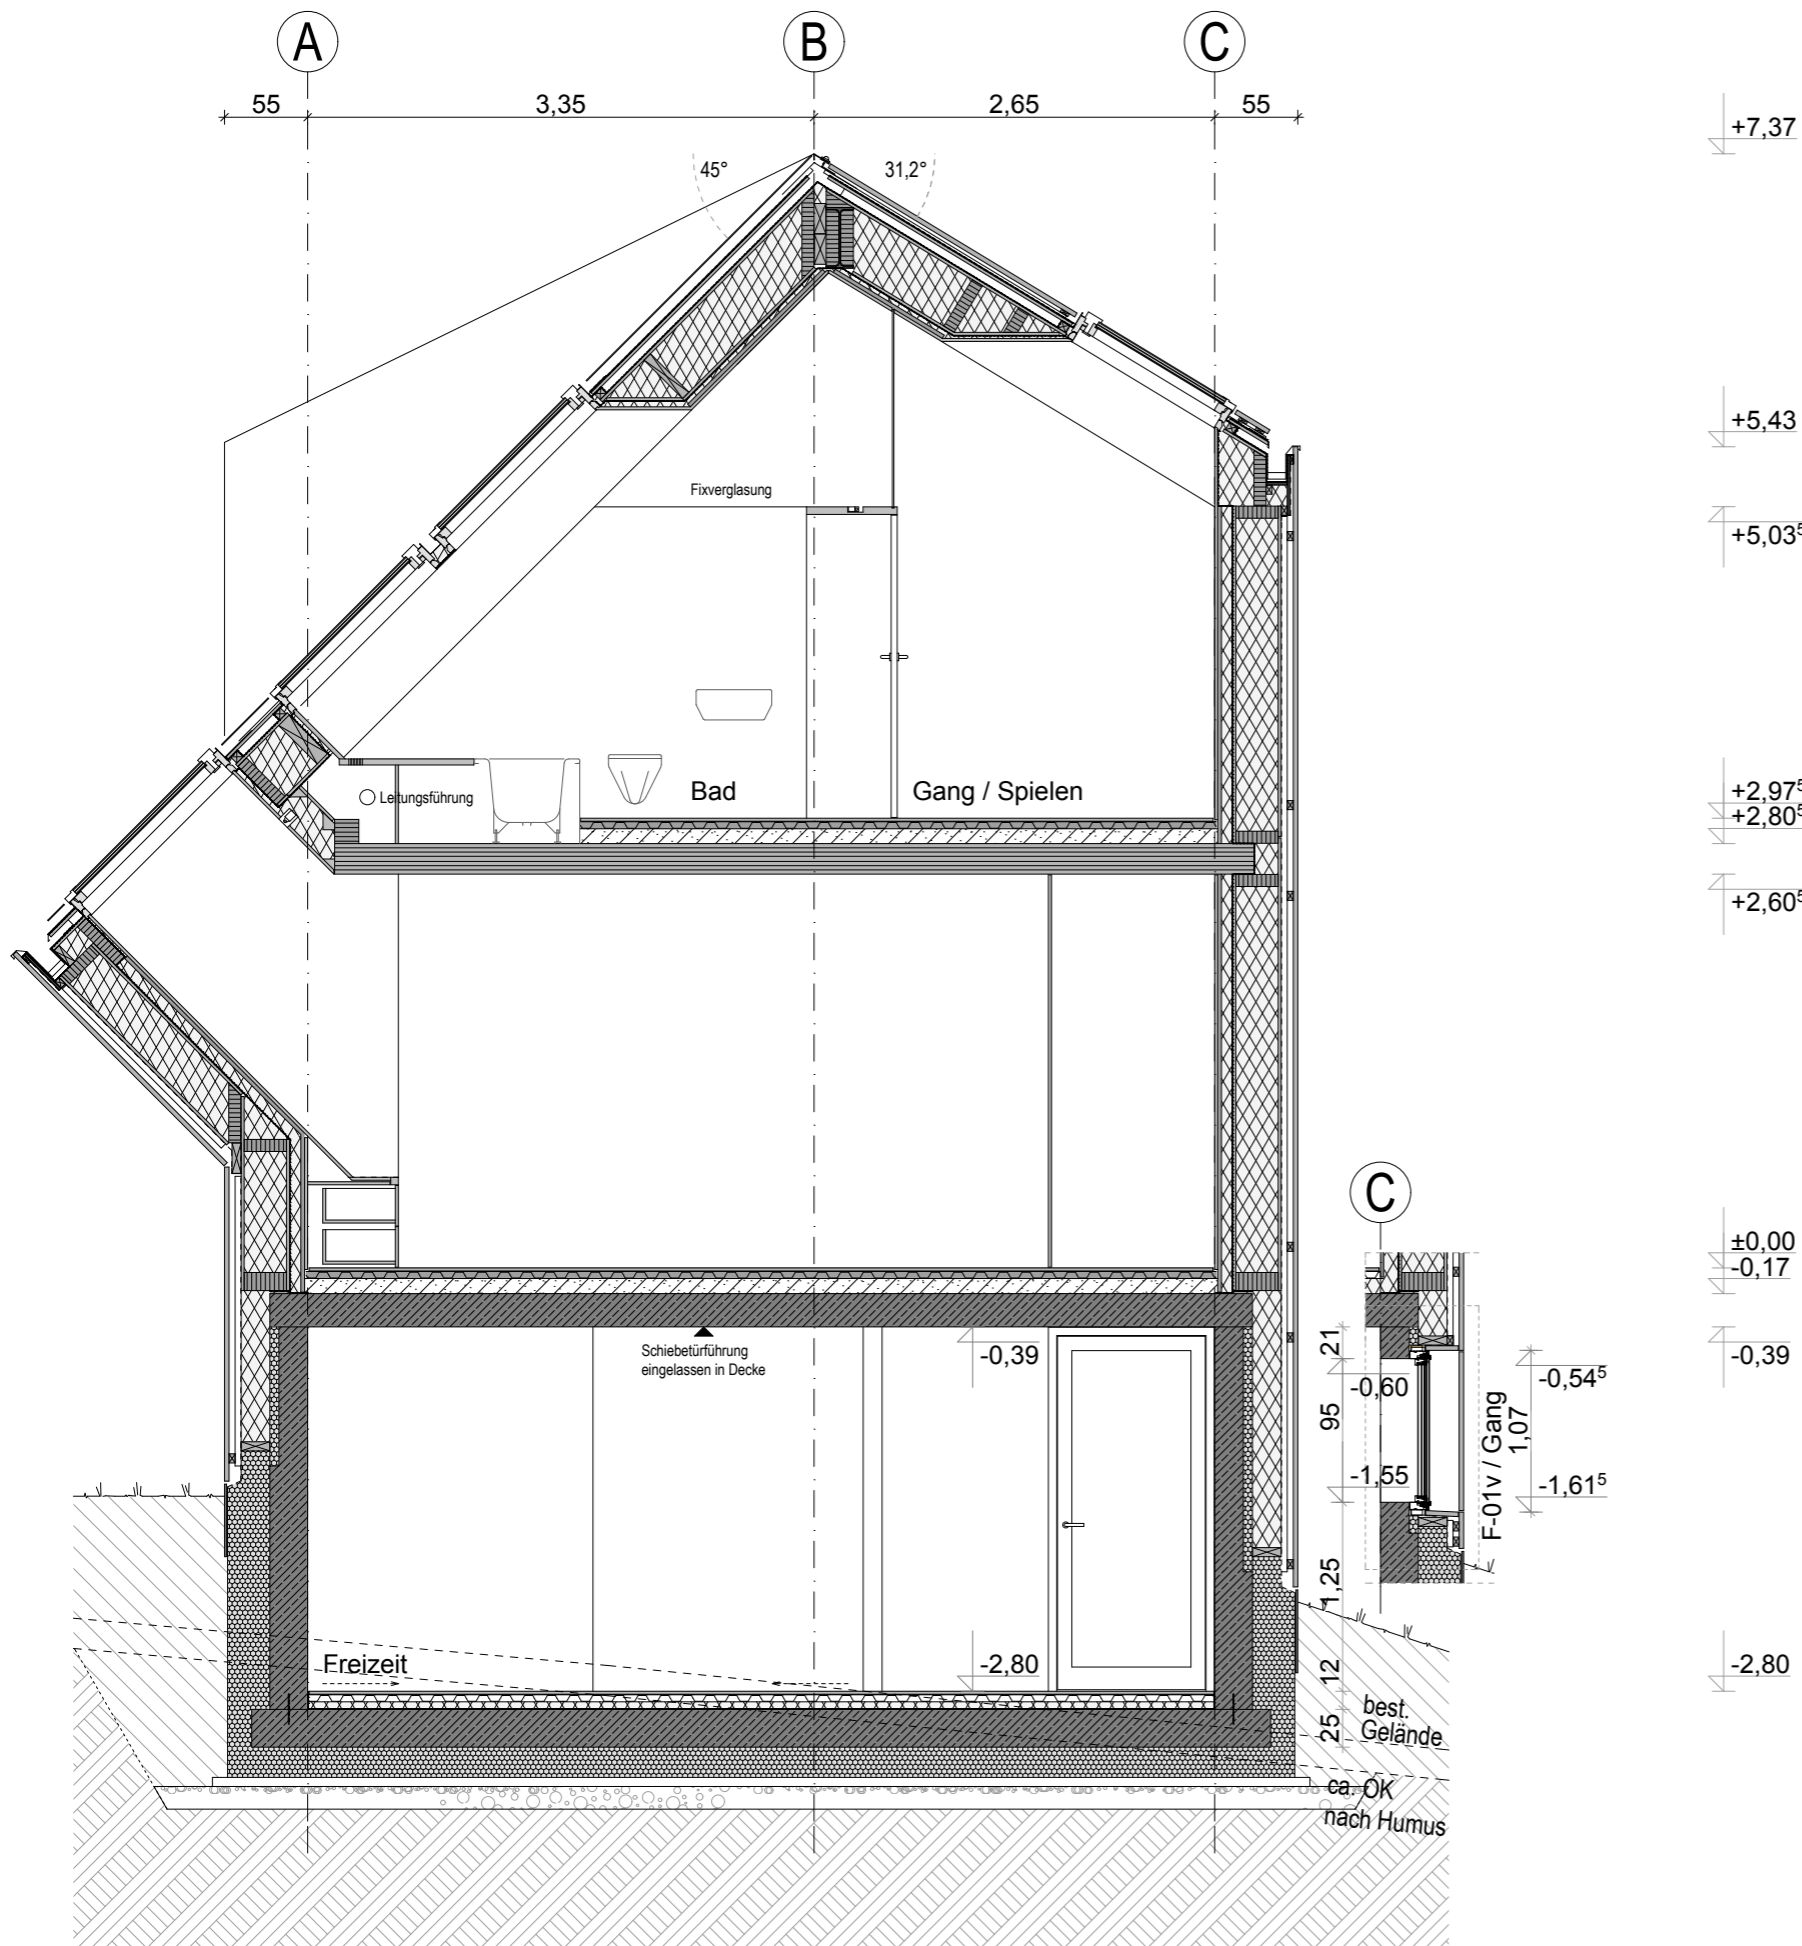 A B C
55 3,35 2,65 55
+7,37
45° 31,2°
+5,43
Fixverglasung
+5,03⁵
Leitungsführung Bad Gang / Spielen
+2,97⁵
+2,80⁵
+2,60⁵
C
±0,00
-0,17
Schiebetürführung
eingelassen in Decke
-0,39
21
-0,60
95
-1,55
F-01v / Gang
1,07
-0,54⁵
-1,61⁵
-0,39
1,25
Freizeit
-2,80
12
25
-2,80
best.
Gelände
ca. OK
nach Humus